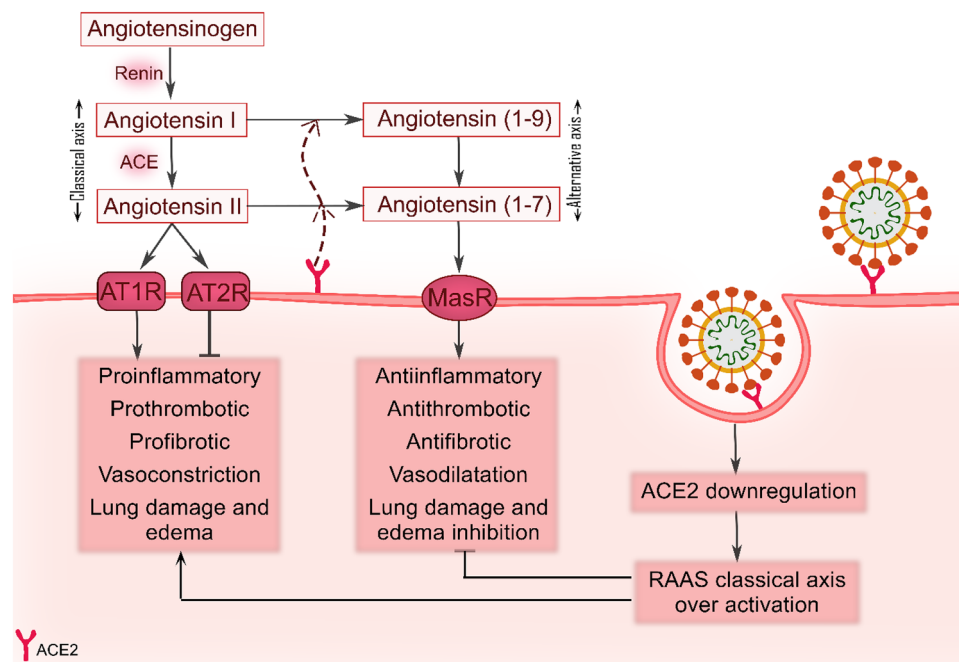 Angiotensinogen
Renin
Classical axis
Angiotensin I
Angiotensin (1-9)
Alternative axis
ACE
Angiotensin II
Angiotensin (1-7)
AT1R
AT2R
MasR
Proinflammatory
Prothrombotic
Profibrotic
Vasoconstriction
Lung damage and
edema
Antiinflammatory
Antithrombotic
Antifibrotic
Vasodilatation
Lung damage and
edema inhibition
ACE2 downregulation
RAAS classical axis
over activation
ACE2